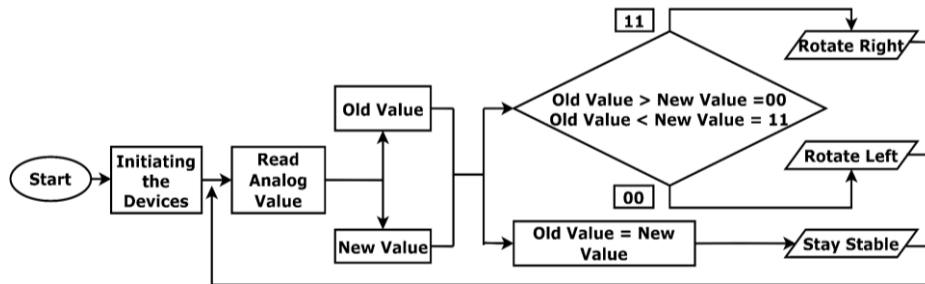 Start
Initiating
the
Devices
Read
Analog
Value
Old Value
New Value
11
Old Value > New Value =00
Old Value < New Value = 11
00
Rotate Right
Rotate Left
Old Value = New
Value
Stay Stable